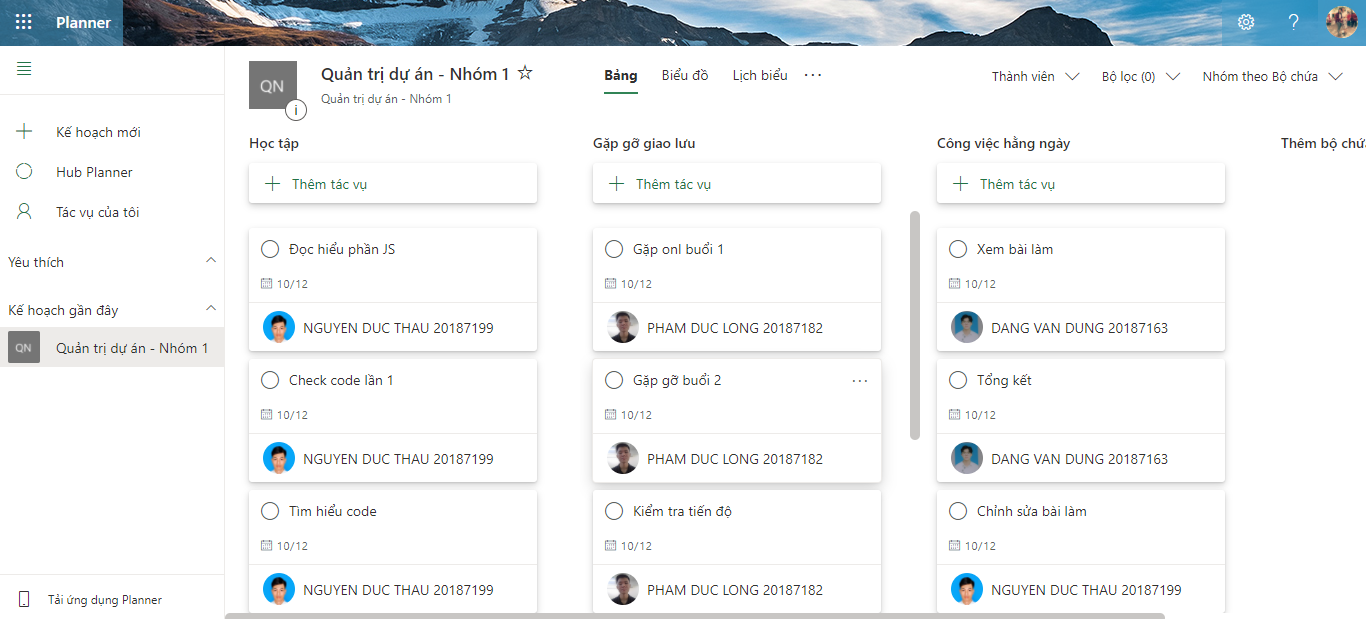 Planner
?
Kế hoạch mới
Hub Planner
Tác vụ của tôi
Yêu thích
Kế hoạch gần đây
QN
Quản trị dự án - Nhóm 1
Tải ứng dụng Planner
QN
i
Quản trị dự án - Nhóm 1
Quản trị dự án - Nhóm 1
Bảng
Biểu đồ
Lịch biểu
...
Thành viên
Bộ lọc (0)
Nhóm theo Bộ chứa
Học tập
Thêm tác vụ
Đọc hiểu phần JS
10/12
NGUYEN DUC THAU 20187199
Check code lần 1
10/12
NGUYEN DUC THAU 20187199
Tìm hiểu code
10/12
NGUYEN DUC THAU 20187199
Gặp gỡ giao lưu
Thêm tác vụ
Gặp onl buổi 1
10/12
PHAM DUC LONG 20187182
Gặp gỡ buổi 2
...
10/12
PHAM DUC LONG 20187182
Kiểm tra tiến độ
10/12
PHAM DUC LONG 20187182
Công việc hằng ngày
Thêm tác vụ
Xem bài làm
10/12
DANG VAN DUNG 20187163
Tổng kết
10/12
DANG VAN DUNG 20187163
Chỉnh sửa bài làm
10/12
NGUYEN DUC THAU 20187199
Thêm bộ chứa